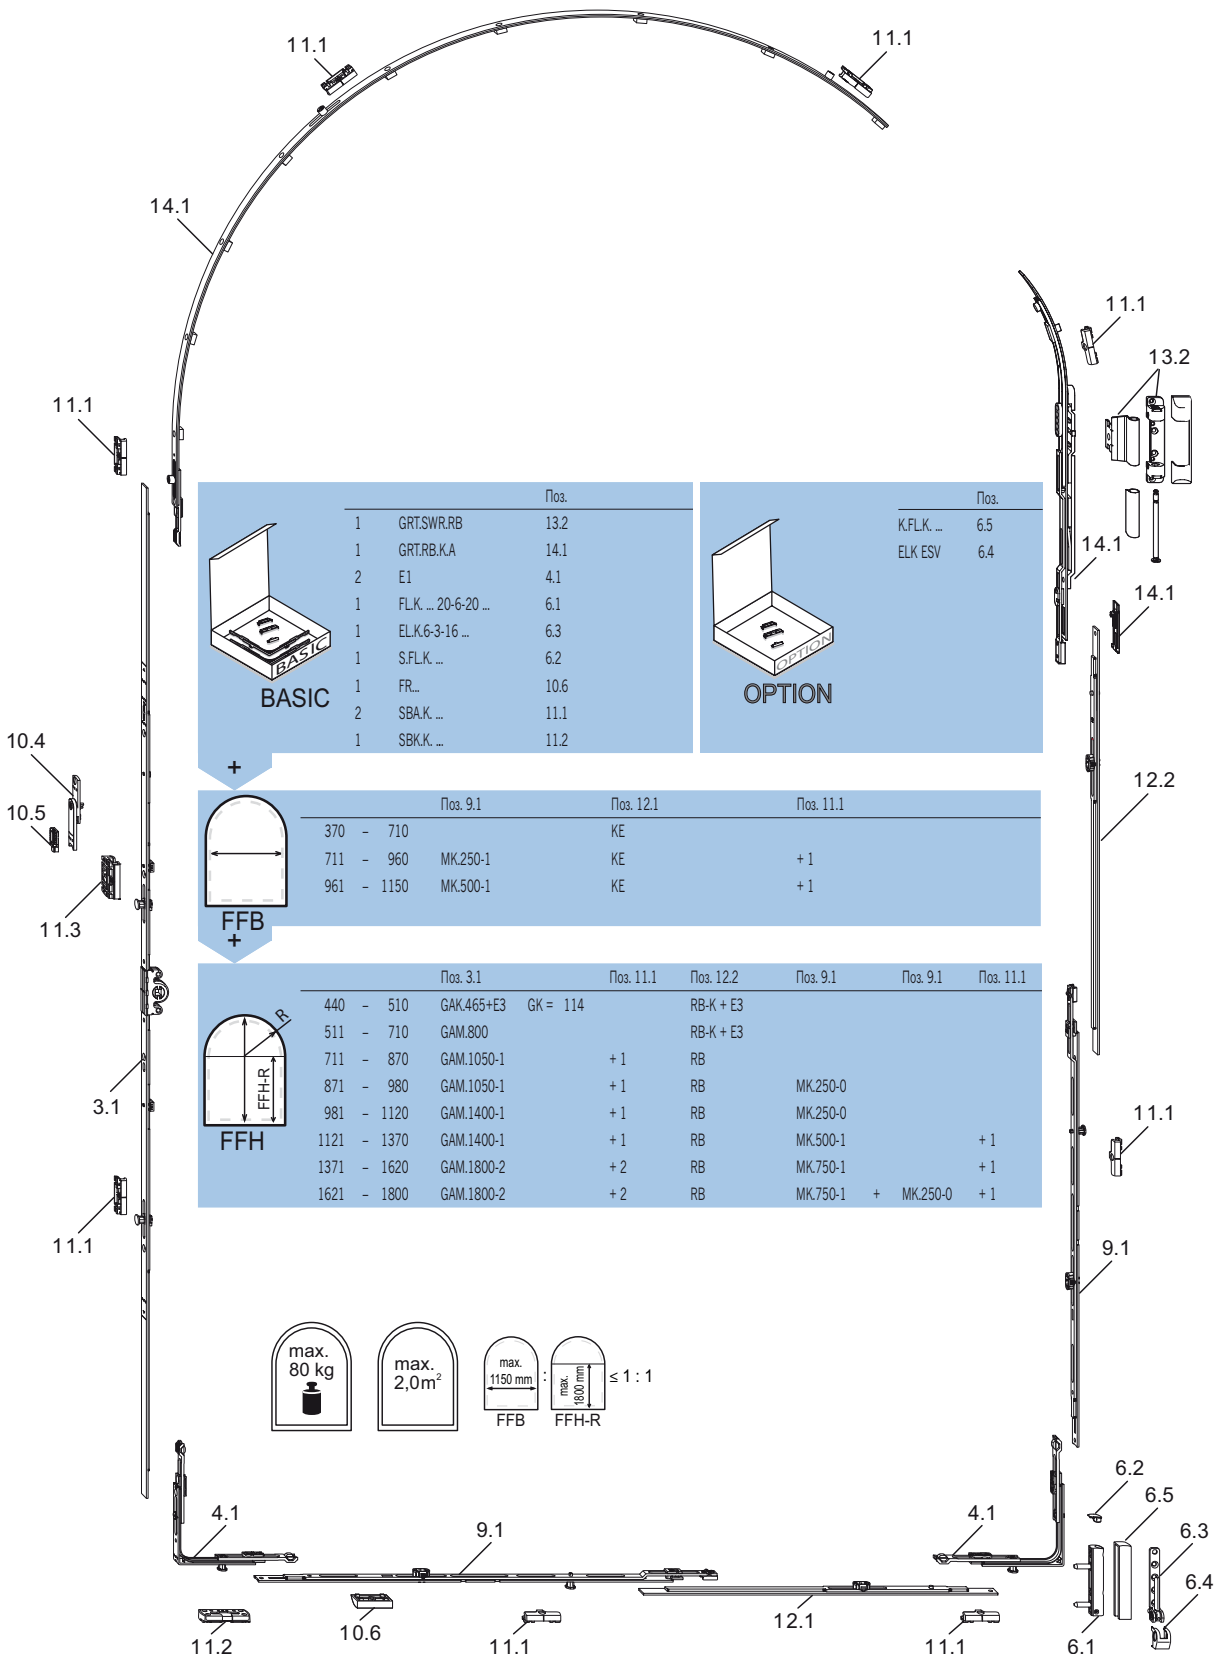 11.1
11.1
14.1
11.1
13.2
11.1
14.1
14.1
Поз.
1 GRT.SWR.RB 13.2
1 GRT.RB.K.A 14.1
2 E1 4.1
1 FL.K. ... 20-6-20 ... 6.1
1 EL.K.6-3-16 ... 6.3
1 S.FL.K. ... 6.2
1 FR... 10.6
2 SBA.K. ... 11.1
1 SBK.K. ... 11.2
BASIC
BASIC
Поз.
K.FL.K. ... 6.5
ELK ESV 6.4
OPTION
OPTION
+
10.4
10.5
11.3
12.2
Поз. 9.1 Поз. 12.1 Поз. 11.1
370 – 710 KE
711 – 960 MK.250-1 KE + 1
961 – 1150 MK.500-1 KE + 1
FFB
+
Поз. 3.1 Поз. 11.1 Поз. 12.2 Поз. 9.1 Поз. 9.1 Поз. 11.1
440 – 510 GAK.465+E3 GK = 114 RB-K + E3
511 – 710 GAM.800 RB-K + E3
711 – 870 GAM.1050-1 + 1 RB
871 – 980 GAM.1050-1 + 1 RB MK.250-0
981 – 1120 GAM.1400-1 + 1 RB MK.250-0
1121 – 1370 GAM.1400-1 + 1 RB MK.500-1 + 1
1371 – 1620 GAM.1800-2 + 2 RB MK.750-1 + 1
1621 – 1800 GAM.1800-2 + 2 RB MK.750-1 + MK.250-0 + 1
R
FFH-R
FFH
3.1
11.1
11.1
9.1
max.
80 kg
max.
2,0m²
max.
1150 mm
FFB
:
max.
1800 mm
FFH-R
≤ 1 : 1
4.1
9.1
4.1
6.2
6.5
6.3
6.4
11.2
10.6
11.1
12.1
11.1
6.1